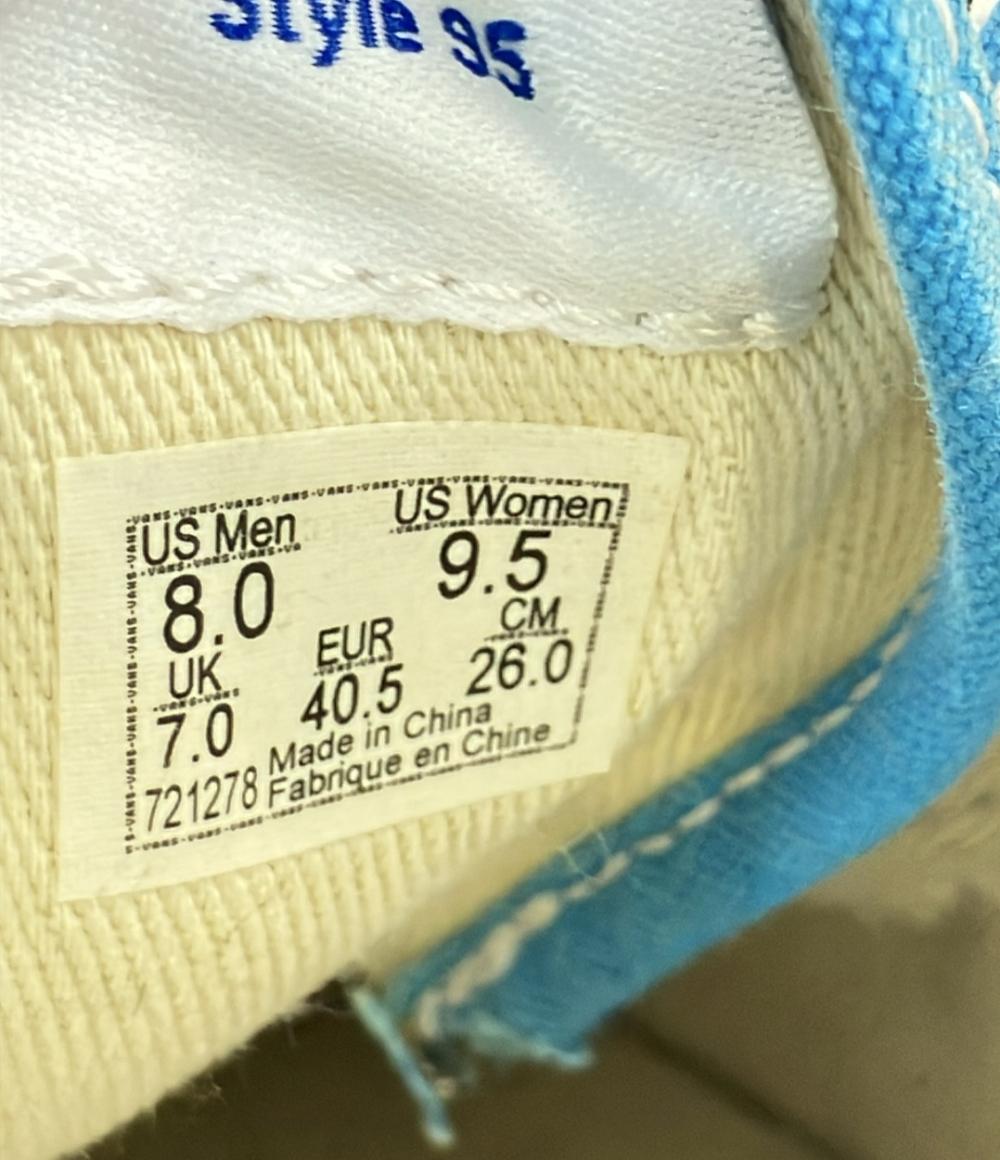 Style 95
US Men US Women
8.0 9.5
UK EUR CM
7.0 40.5 26.0
Made in China
721278 Fabrique en Chine